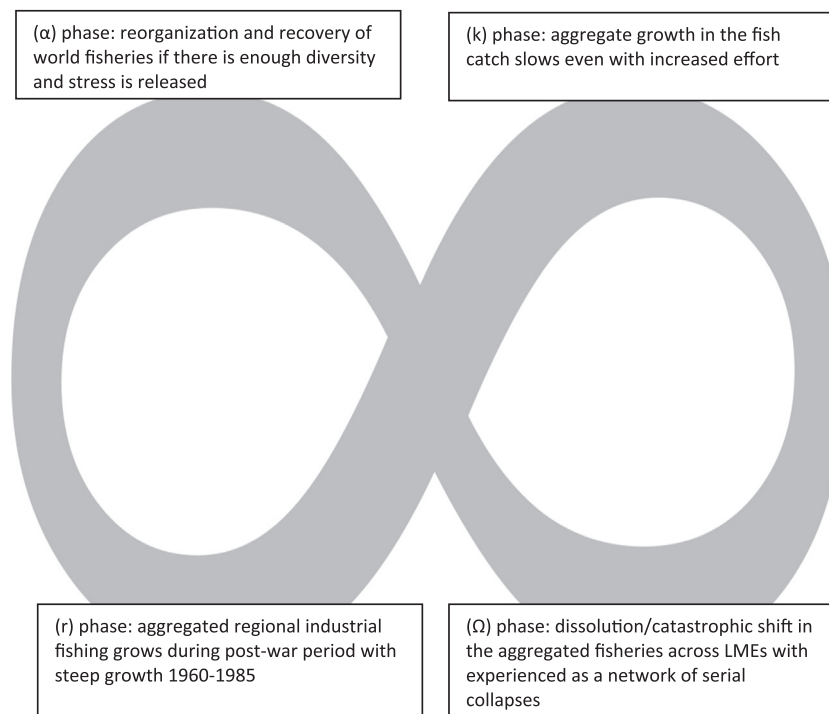 (α) phase: reorganization and recovery of
world fisheries if there is enough diversity
and stress is released
(k) phase: aggregate growth in the fish
catch slows even with increased effort
(r) phase: aggregated regional industrial
fishing grows during post-war period with
steep growth 1960-1985
(Ω) phase: dissolution/catastrophic shift in
the aggregated fisheries across LMEs with
experienced as a network of serial
collapses